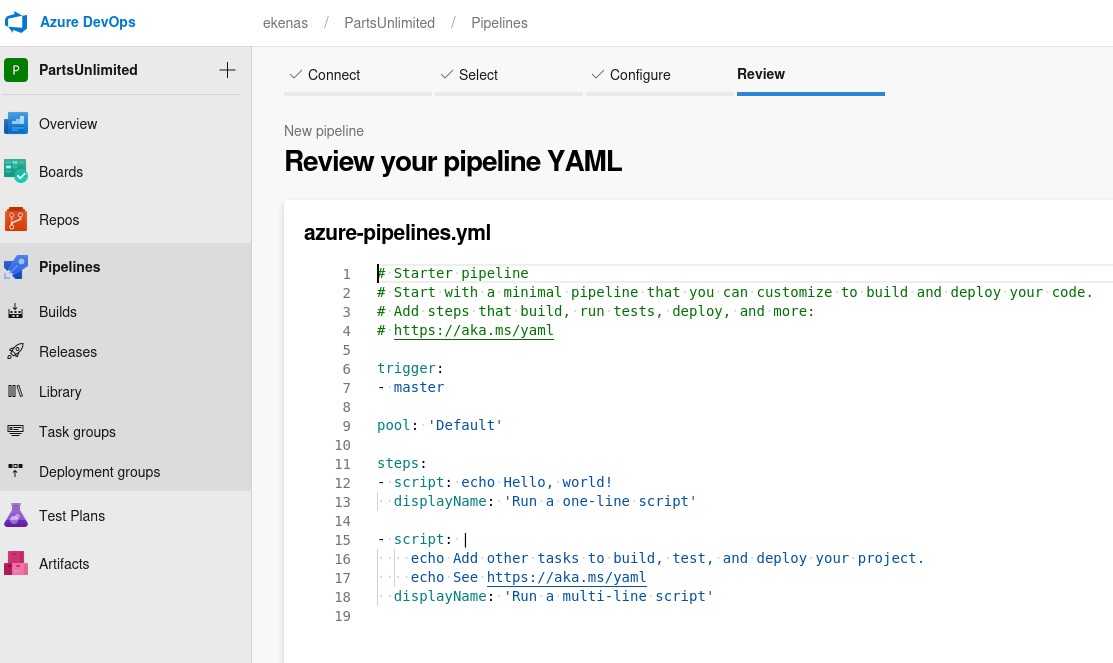 Azure DevOps
ekenas / PartsUnlimited / Pipelines
P PartsUnlimited
Overview
Boards
Repos
Pipelines
Builds
Releases
Library
Task groups
Deployment groups
Test Plans
Artifacts
Connect Select Configure Review
New pipeline
Review your pipeline YAML
azure-pipelines.yml
1 # Starter pipeline
2 # Start with a minimal pipeline that you can customize to build and deploy your code.
3 # Add steps that build, run tests, deploy, and more:
4 # https://aka.ms/yaml
5
6 trigger:
7 - master
8
9 pool: 'Default'
10
11 steps:
12 - script: echo Hello, world!
13   displayName: 'Run a one-line script'
14
15 - script: |
16     echo Add other tasks to build, test, and deploy your project.
17     echo See https://aka.ms/yaml
18   displayName: 'Run a multi-line script'
19